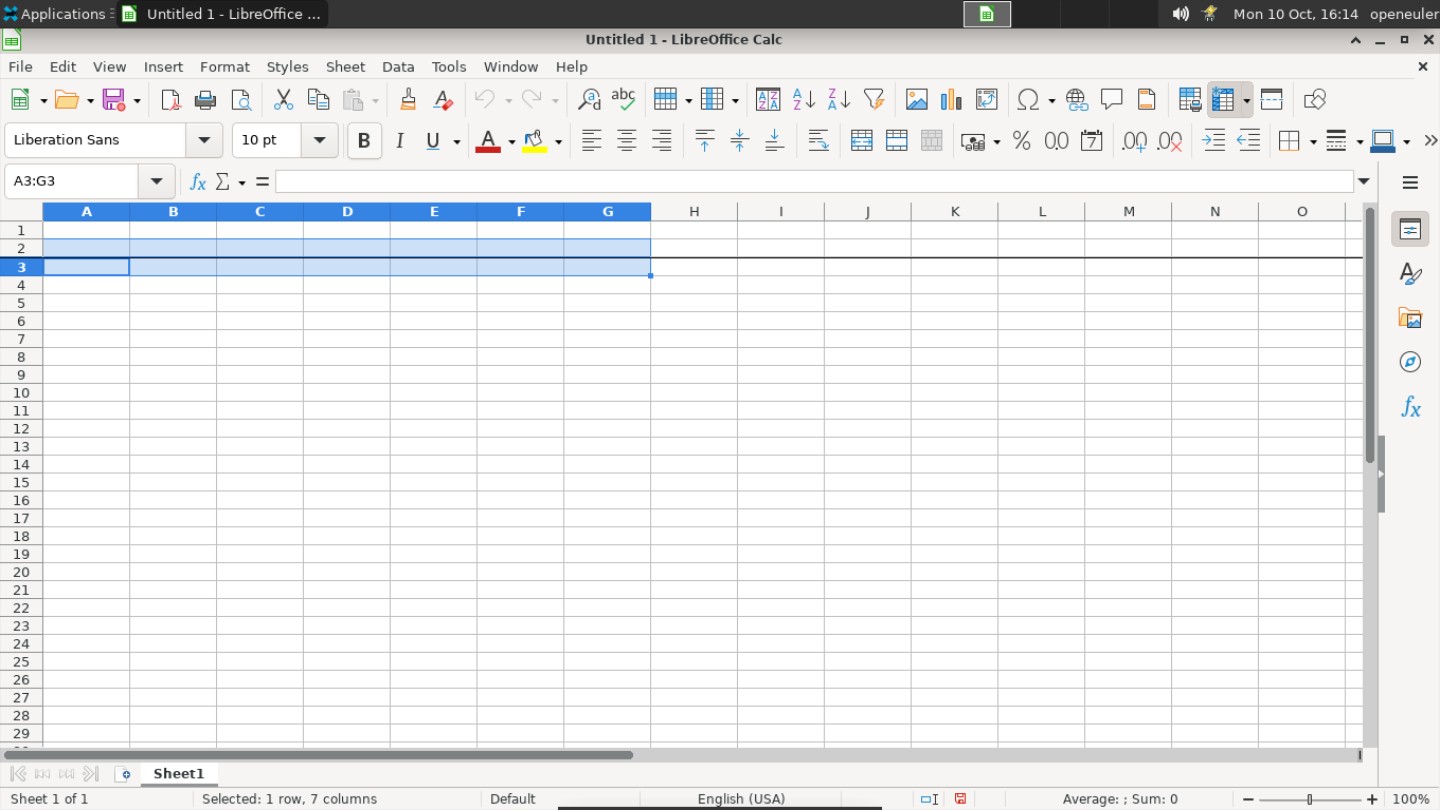 Applications
Untitled 1 - LibreOffice ...
Mon 10 Oct, 16:14
openeuler
Untitled 1 - LibreOffice Calc
File Edit View Insert Format Styles Sheet Data Tools Window Help
Liberation Sans
10 pt
A3:G3
A B C D E F G H I J K L M N O
1
2
3
4
5
6
7
8
9
10
11
12
13
14
15
16
17
18
19
20
21
22
23
24
25
26
27
28
29
Sheet1
Sheet 1 of 1
Selected: 1 row, 7 columns
Default
English (USA)
Average: ; Sum: 0
100%